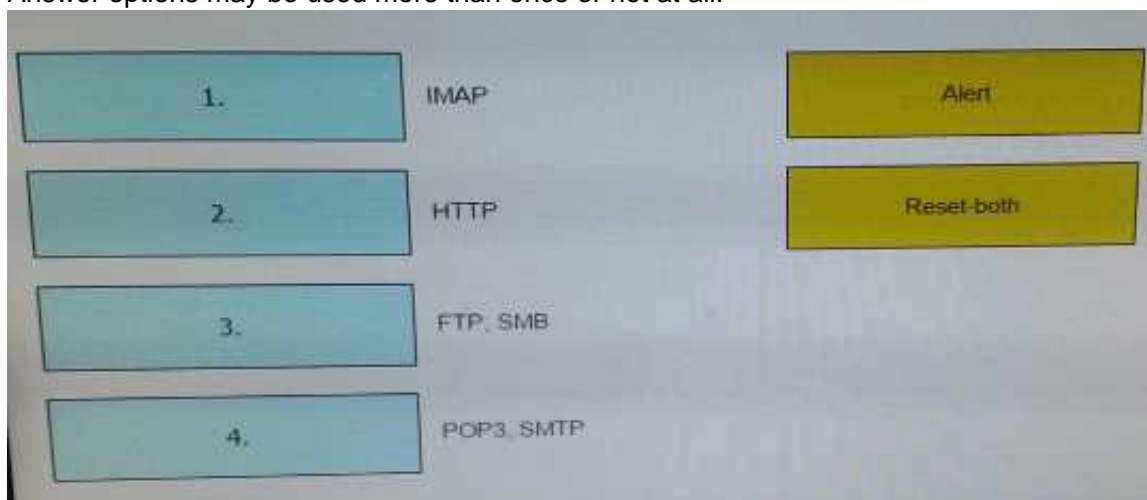 Answer options may be used more than once or not at all.
1.
IMAP
Alert
2.
HTTP
Reset-both
3.
FTP, SMB
4.
POP3, SMTP